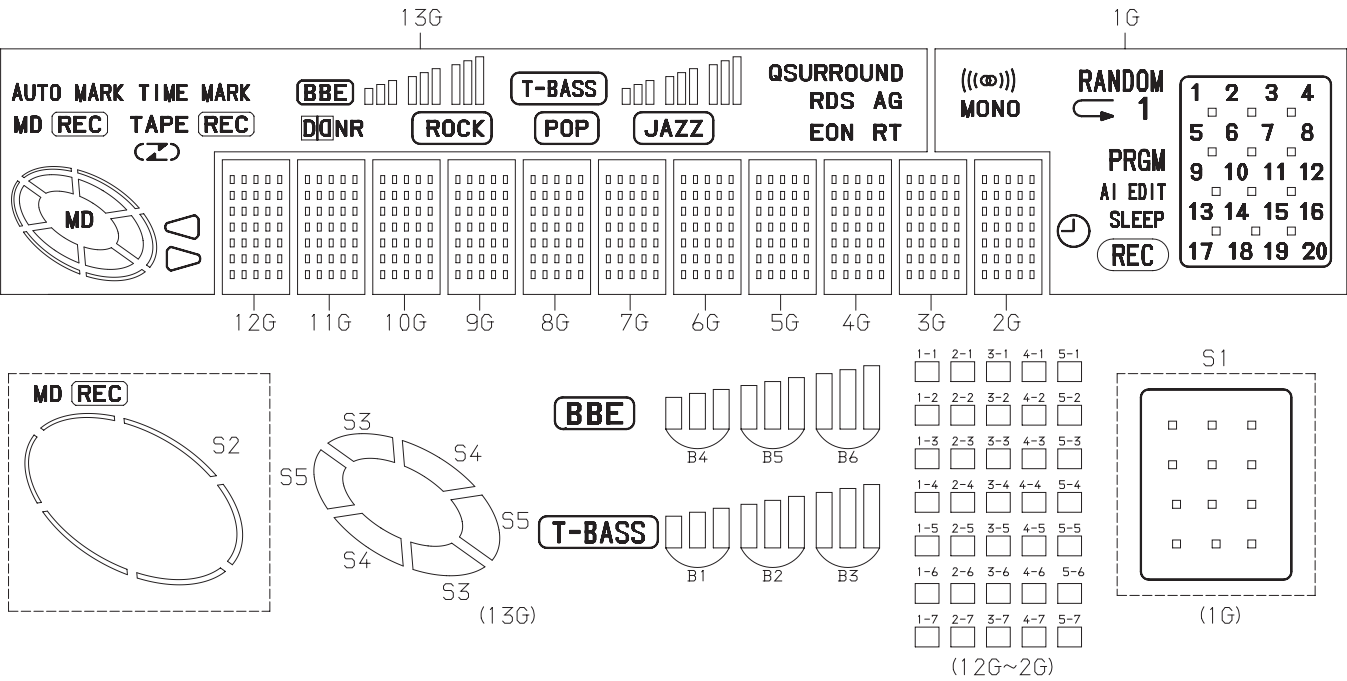 13G 1G
AUTO MARK TIME MARK BBE T-BASS QSURROUND MONO RANDOM 1 2 3 4
MD REC TAPE REC DDNR ROCK POP JAZZ RDS AG 1 5 6 7 8
EON RT
PRGM 9 10 11 12
AI EDIT
MD SLEEP 13 14 15 16
REC 17 18 19 20
12G 11G 10G 9G 8G 7G 6G 5G 4G 3G 2G
MD REC
S2
S3
S4
S5
S5
S4
S3
(13G)
BBE
B4 B5 B6
T-BASS
B1 B2 B3
1-1 2-1 3-1 4-1 5-1
1-2 2-2 3-2 4-2 5-2
1-3 2-3 3-3 4-3 5-3
1-4 2-4 3-4 4-4 5-4
1-5 2-5 3-5 4-5 5-5
1-6 2-6 3-6 4-6 5-6
1-7 2-7 3-7 4-7 5-7
(12G~2G)
S1
(1G)